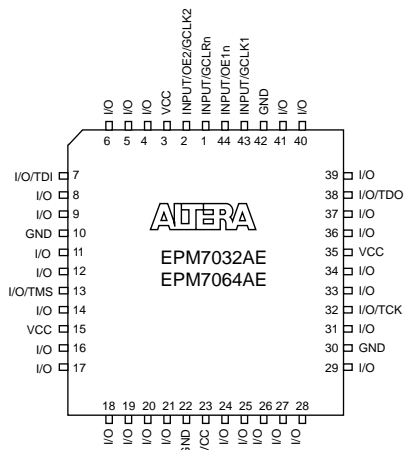 I/O
I/O
I/O
VCC
INPUT/OE2/GCLK2
INPUT/GCLRn
INPUT/OE1n
INPUT/GCLK1
GND
I/O
I/O
6 5 4 3 2 1 44 43 42 41 40
I/O/TDI 7
I/O 8
I/O 9
GND 10
I/O 11
I/O 12
I/O/TMS 13
I/O 14
VCC 15
I/O 16
I/O 17
ALTERA
EPM7032AE
EPM7064AE
39 I/O
38 I/O/TDO
37 I/O
36 I/O
35 VCC
34 I/O
33 I/O
32 I/O/TCK
31 I/O
30 GND
29 I/O
18 19 20 21 22 23 24 25 26 27 28
I/O
I/O
I/O
I/O
GND
VCC
I/O
I/O
I/O
I/O
I/O